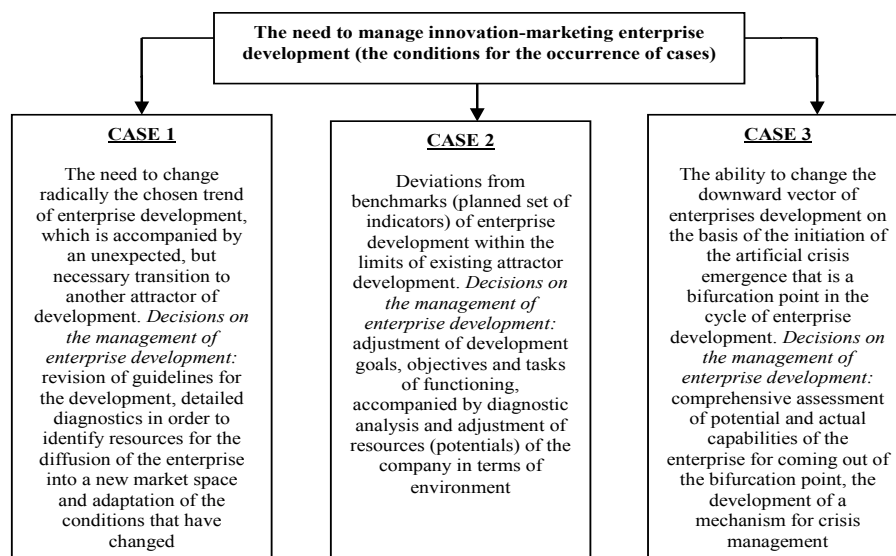 The need to manage innovation-marketing enterprise
development (the conditions for the occurrence of cases)
CASE 1
The need to change
radically the chosen trend
of enterprise development,
which is accompanied by
an unexpected, but
necessary transition to
another attractor of
development. Decisions on
the management of
enterprise development:
revision of guidelines for
the development, detailed
diagnostics in order to
identify resources for the
diffusion of the enterprise
into a new market space
and adaptation of the
conditions that have
changed
CASE 2
Deviations from
benchmarks (planned set of
indicators) of enterprise
development within the
limits of existing attractor
development. Decisions on
the management of
enterprise development:
adjustment of development
goals, objectives and tasks
of functioning,
accompanied by diagnostic
analysis and adjustment of
resources (potentials) of the
company in terms of
environment
CASE 3
The ability to change the
downward vector of
enterprises development on
the basis of the initiation of
the artificial crisis
emergence that is a
bifurcation point in the
cycle of enterprise
development. Decisions on
the management of
enterprise development:
comprehensive assessment
of potential and actual
capabilities of the
enterprise for coming out of
the bifurcation point, the
development of a
mechanism for crisis
management